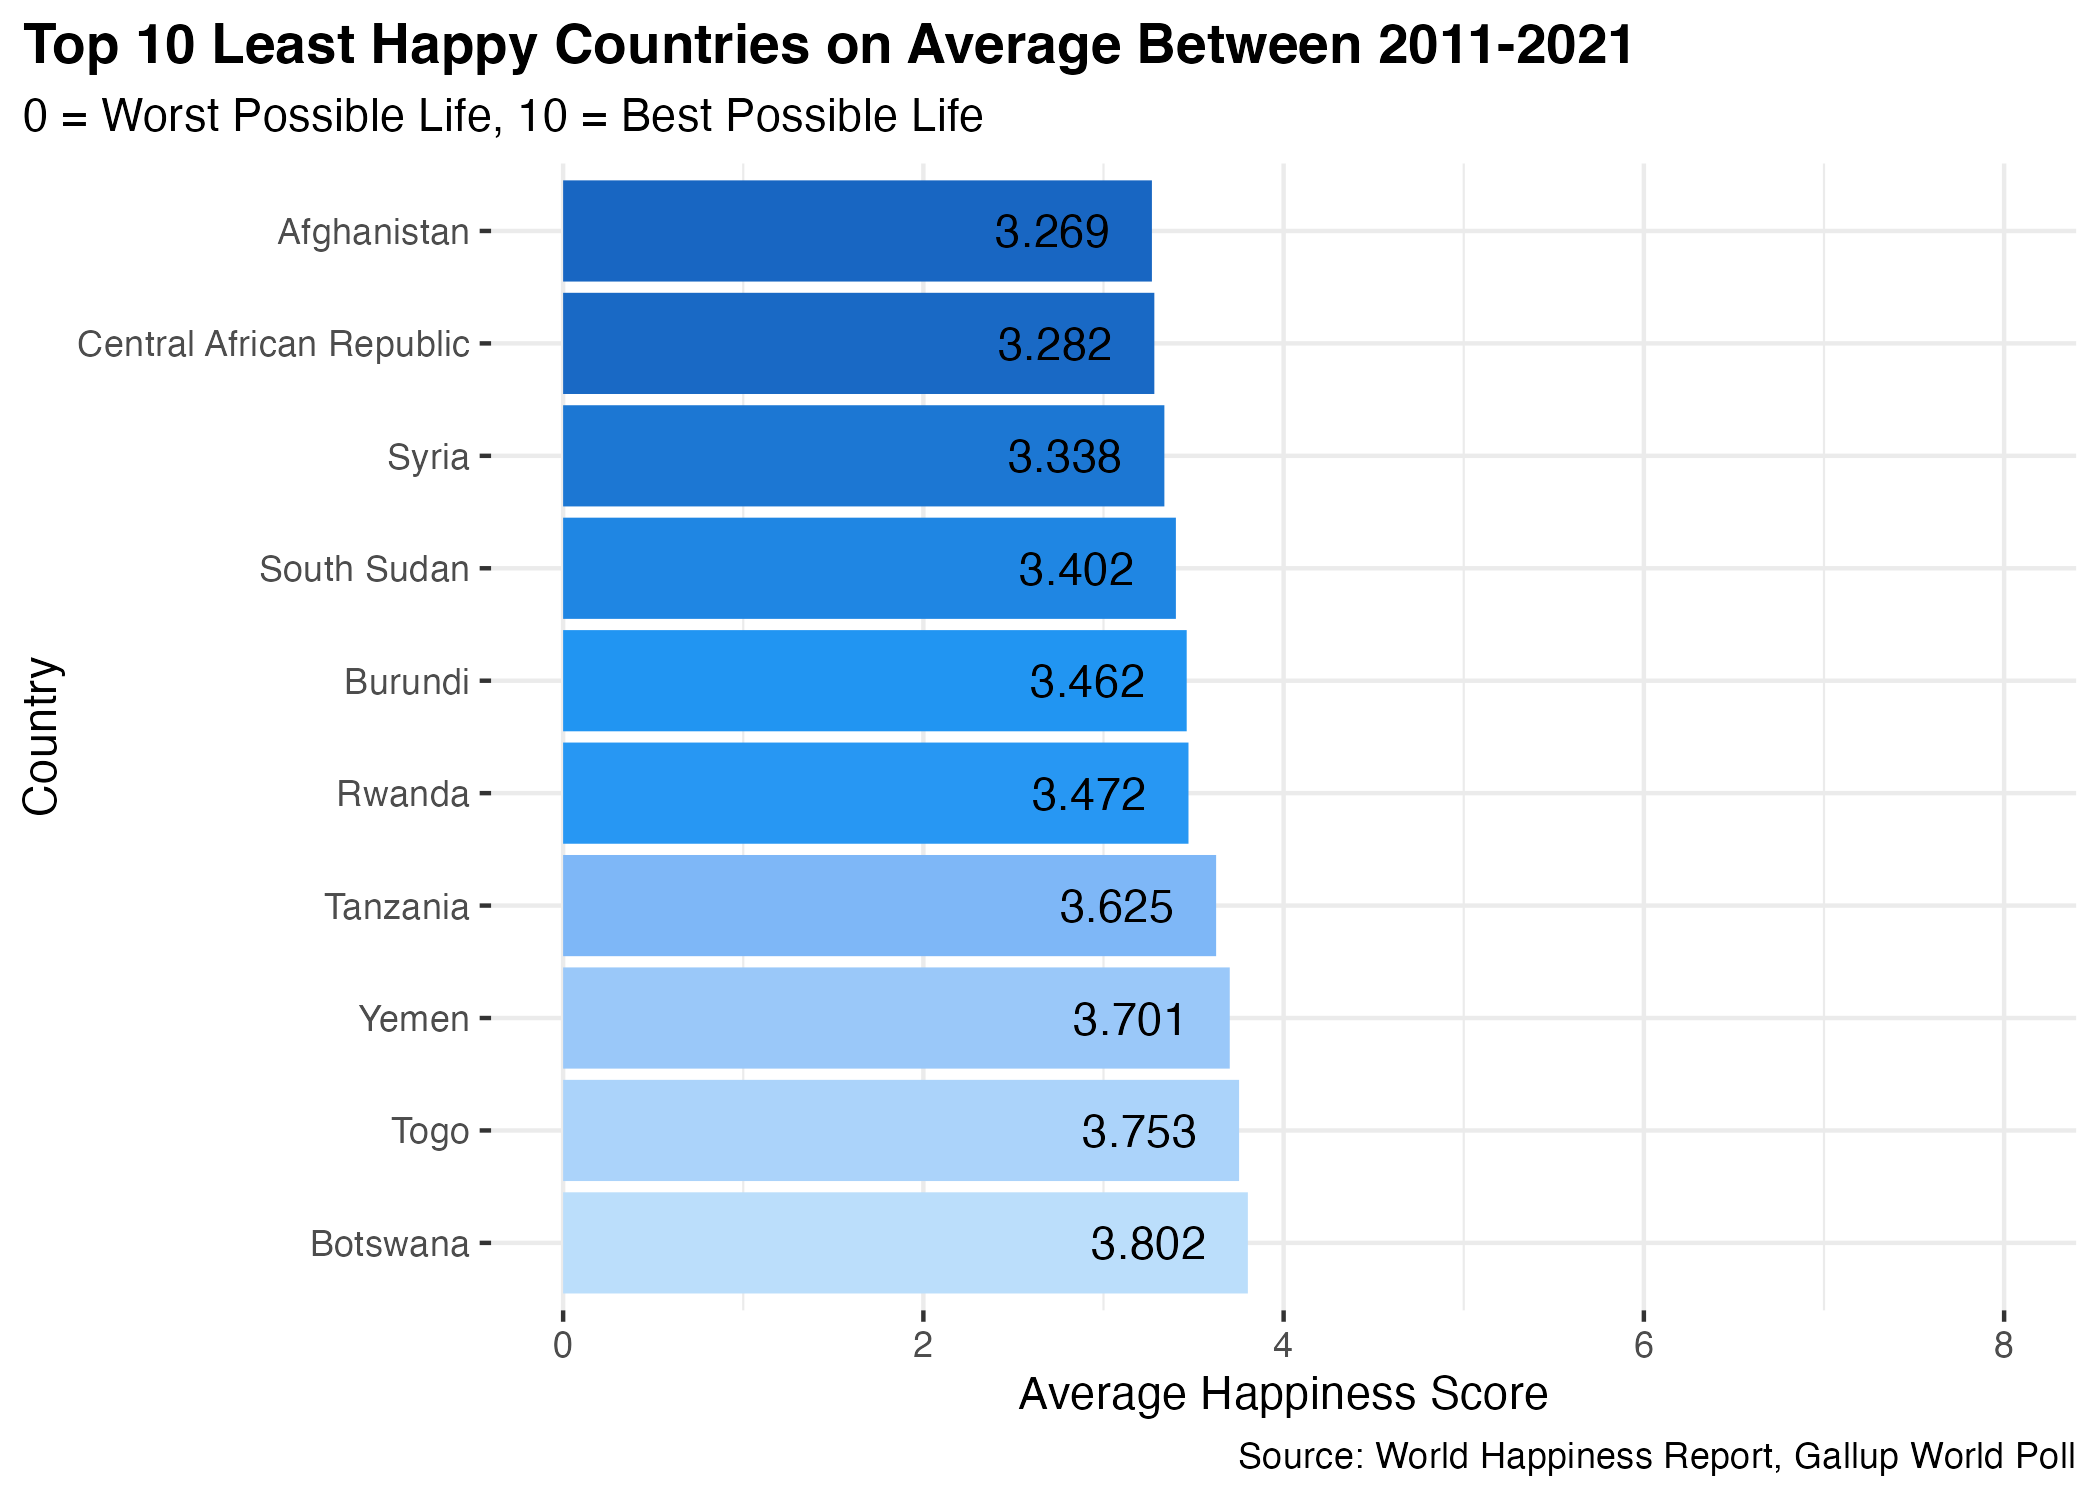 Top 10 Least Happy Countries on Average Between 2011-2021
0 = Worst Possible Life, 10 = Best Possible Life
Afghanistan 3.269
Central African Republic 3.282
Syria 3.338
South Sudan 3.402
Burundi 3.462
Rwanda 3.472
Tanzania 3.625
Yemen 3.701
Togo 3.753
Botswana 3.802
Country
0 2 4 6 8
Average Happiness Score
Source: World Happiness Report, Gallup World Poll